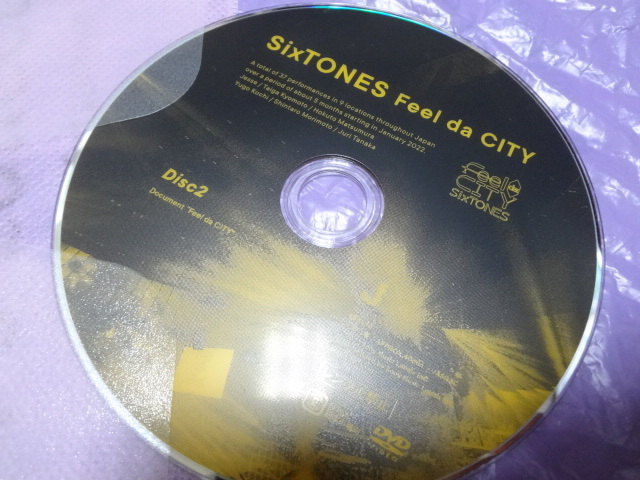 SixTONES Feel da CITY
A total of 37 performances in 9 locations throughout Japan
over a period of about 5 months starting in January 2022.
Jesse / Taiga Kyomoto / Hokuto Matsumura
Yugo Kochi / Shintaro Morimoto / Juri Tanaka
Feel da
CITY
SixTONES
Disc2
Document "Feel da CITY"
DVD
VIDEO